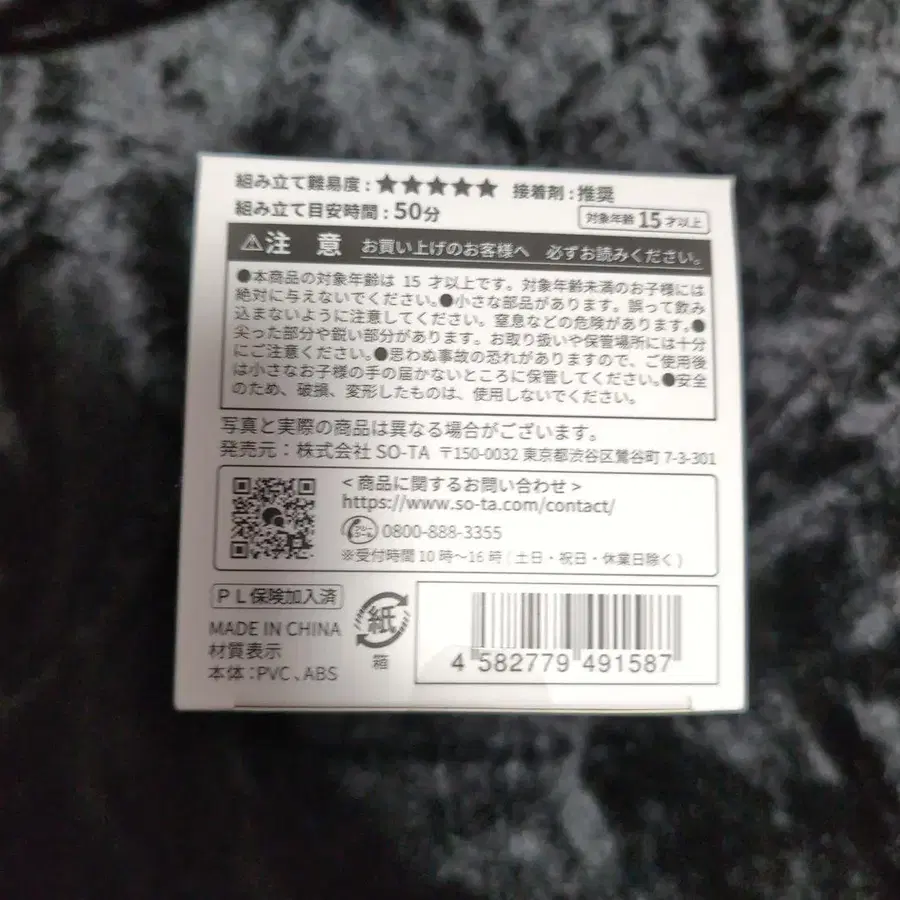 組み立て難易度:★★★★★ 接着剤:推奨
組み立て目安時間:50分
対象年齢 15 才以上
⚠注 意 お買い上げのお客様へ 必ずお読みください。
●本商品の対象年齢は 15 才以上です。対象年齢未満のお子様には
絶対に与えないでください。●小さな部品があります。誤って飲み
込まないように注意してください。窒息などの危険があります。●
尖った部分や鋭い部分があります。お取り扱いや保管場所には十分
にご注意ください。●思わぬ事故の恐れがありますので、ご使用後
は小さなお子様の手の届かないところに保管してください。●安全
のため、破損、変形したものは、使用しないでください。
写真と実際の商品は異なる場合がございます。
発売元:株式会社 SO-TA 〒150-0032 東京都渋谷区鶯谷町 7-3-301
<商品に関するお問い合わせ>
https://www.so-ta.com/contact/
0800-888-3355
※受付時間10時~16時(土日・祝日・休業日除く)
PL保険加入済
MADE IN CHINA
材質表示
本体:PVC、ABS
紙
箱
4 582779 491587